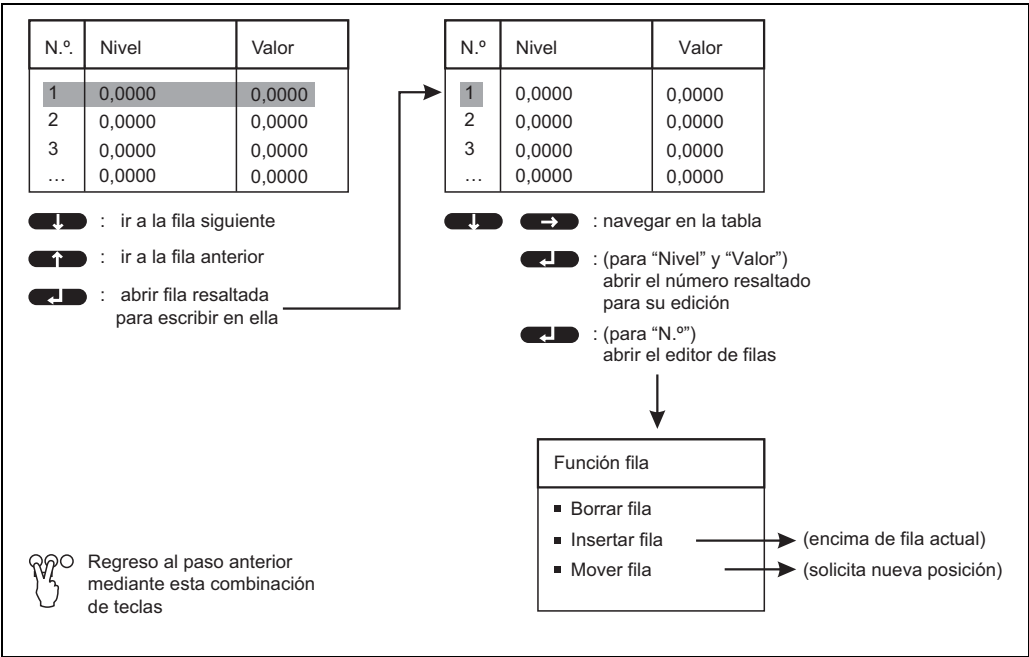 N.º. Nivel Valor
1 0,0000 0,0000
2 0,0000 0,0000
3 0,0000 0,0000
… 0,0000 0,0000
↓ : ir a la fila siguiente
↑ : ir a la fila anterior
↵ : abrir fila resaltada
para escribir en ella
N.º Nivel Valor
1 0,0000 0,0000
2 0,0000 0,0000
3 0,0000 0,0000
… 0,0000 0,0000
↓ → : navegar en la tabla
↵ : (para “Nivel” y “Valor”)
abrir el número resaltado
para su edición
↵ : (para “N.º”)
abrir el editor de filas
Función fila
▪ Borrar fila
▪ Insertar fila (encima de fila actual)
▪ Mover fila (solicita nueva posición)
Regreso al paso anterior
mediante esta combinación
de teclas